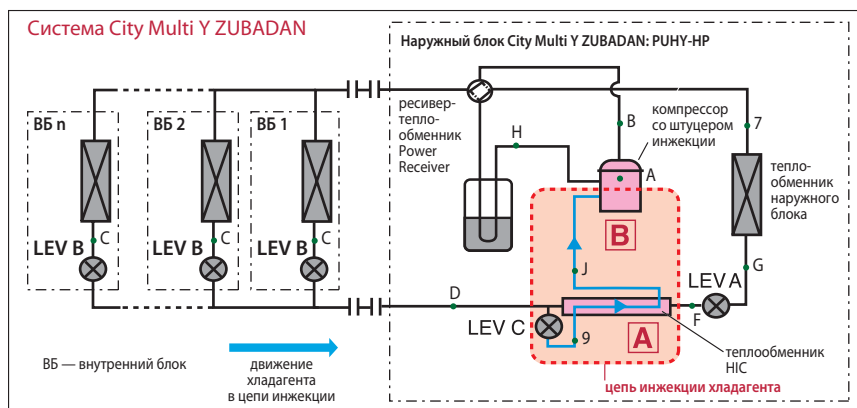 Система City Multi Y ZUBADAN
Наружный блок City Multi Y ZUBADAN: PUHY-HP
ВБ n
ВБ 2
ВБ 1
ресивер-
тепло-
обменник
Power
Receiver
H
B
компрессор
со штуцером
инжекции
A
7
тепло-
обменник
наружного
блока
LEV B
C
LEV B
C
LEV B
C
B
J
G
LEV A
D
F
LEV C
9
A
теплообменник
HIC
цепь инжекции хладагента
ВБ — внутренний блок
движение
хладагента
в цепи инжекции